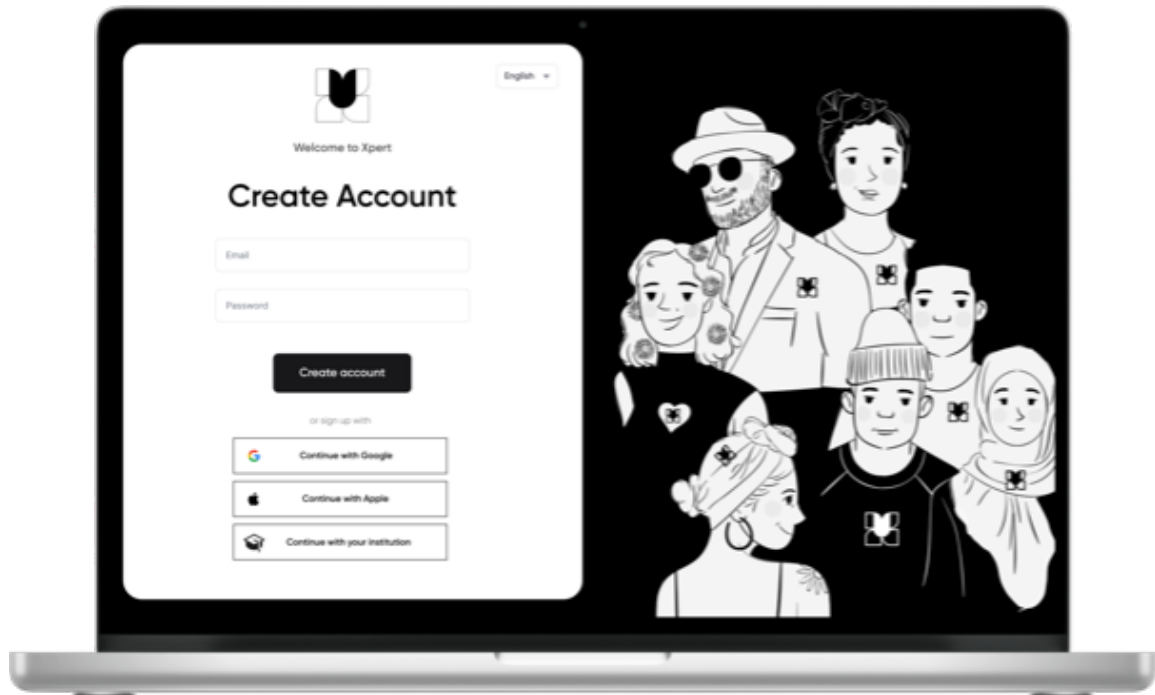 English
Welcome to Xpert
Create Account
Email
Password
Create account
or sign up with
Continue with Google
Continue with Apple
Continue with your institution